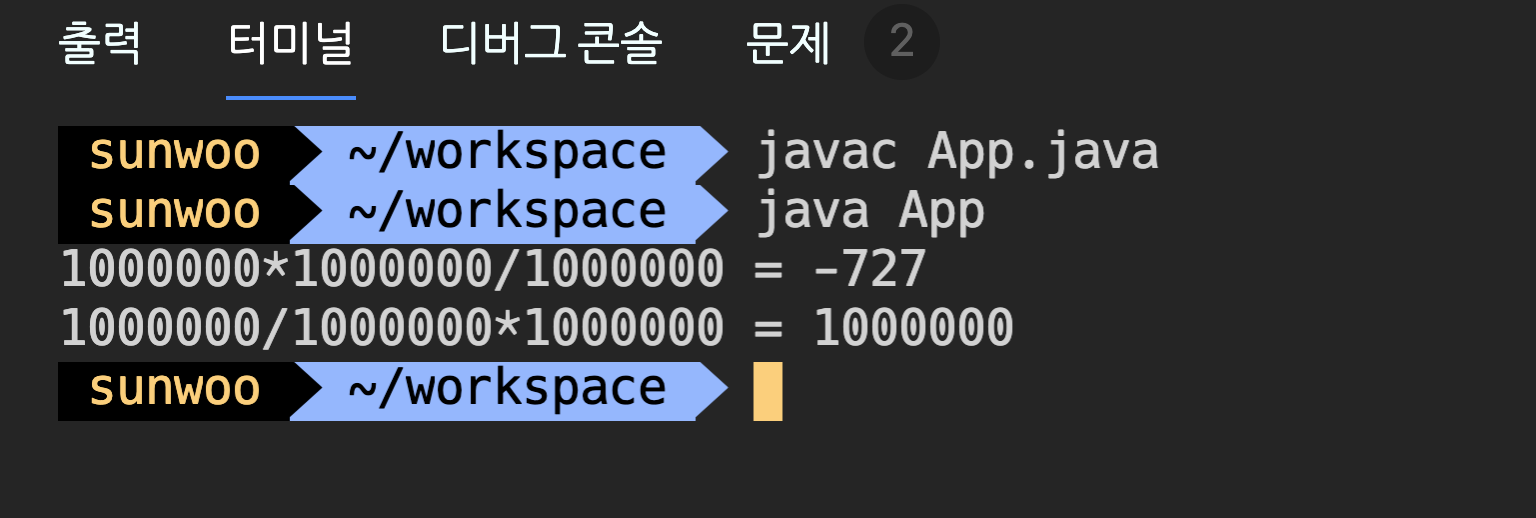 출력 터미널 디버그 콘솔 문제 2
sunwoo ~/workspace javac App.java
sunwoo ~/workspace java App
1000000*1000000/1000000 = -727
1000000/1000000*1000000 = 1000000
sunwoo ~/workspace